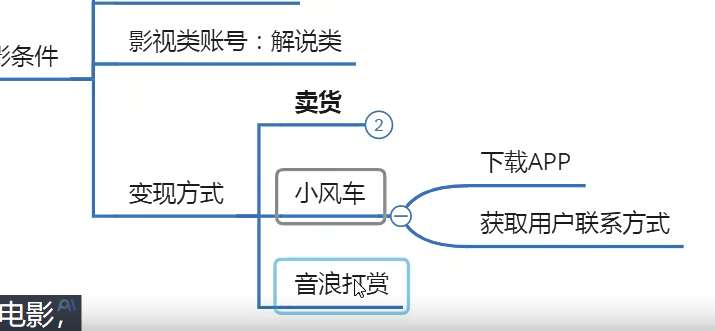 影视类账号：解说类
影条件
卖货
2
下载APP
变现方式
小风车
获取用户联系方式
音浪打赏
电影，
AI